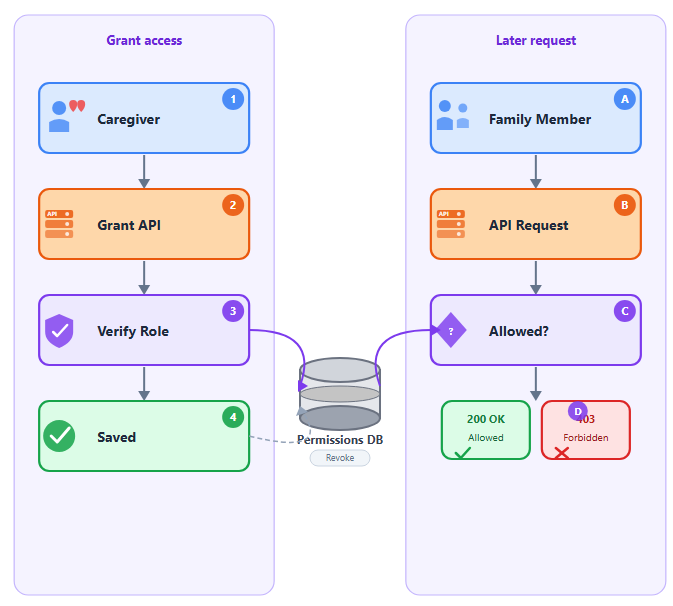 Grant access
1
Caregiver
API
2
Grant API
3
Verify Role
4
Saved
Permissions DB
Revoke
Later request
A
Family Member
API
B
API Request
C
?
Allowed?
200 OK
Allowed
D
403
Forbidden